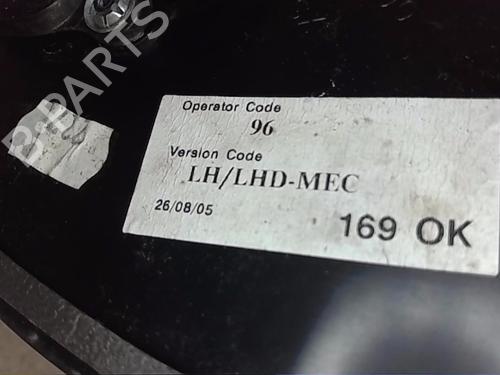 B-PARTS
Operator Code
96
Version Code
LH/LHD-MEC
26/08/05
169 OK